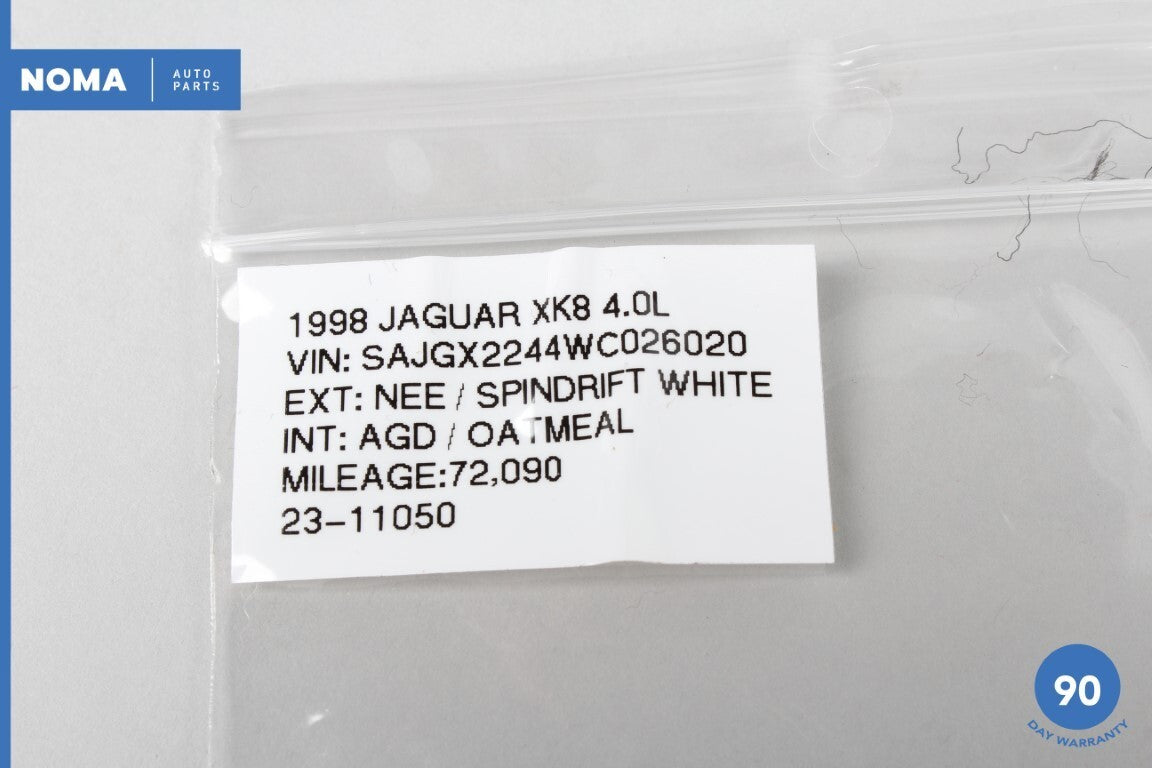 NOMA AUTO PARTS
1998 JAGUAR XK8 4.0L
VIN: SAJGX2244WC026020
EXT: NEE / SPINDRIFT WHITE
INT: AGD / OATMEAL
MILEAGE:72,090
23-11050
90
DAY WARRANTY